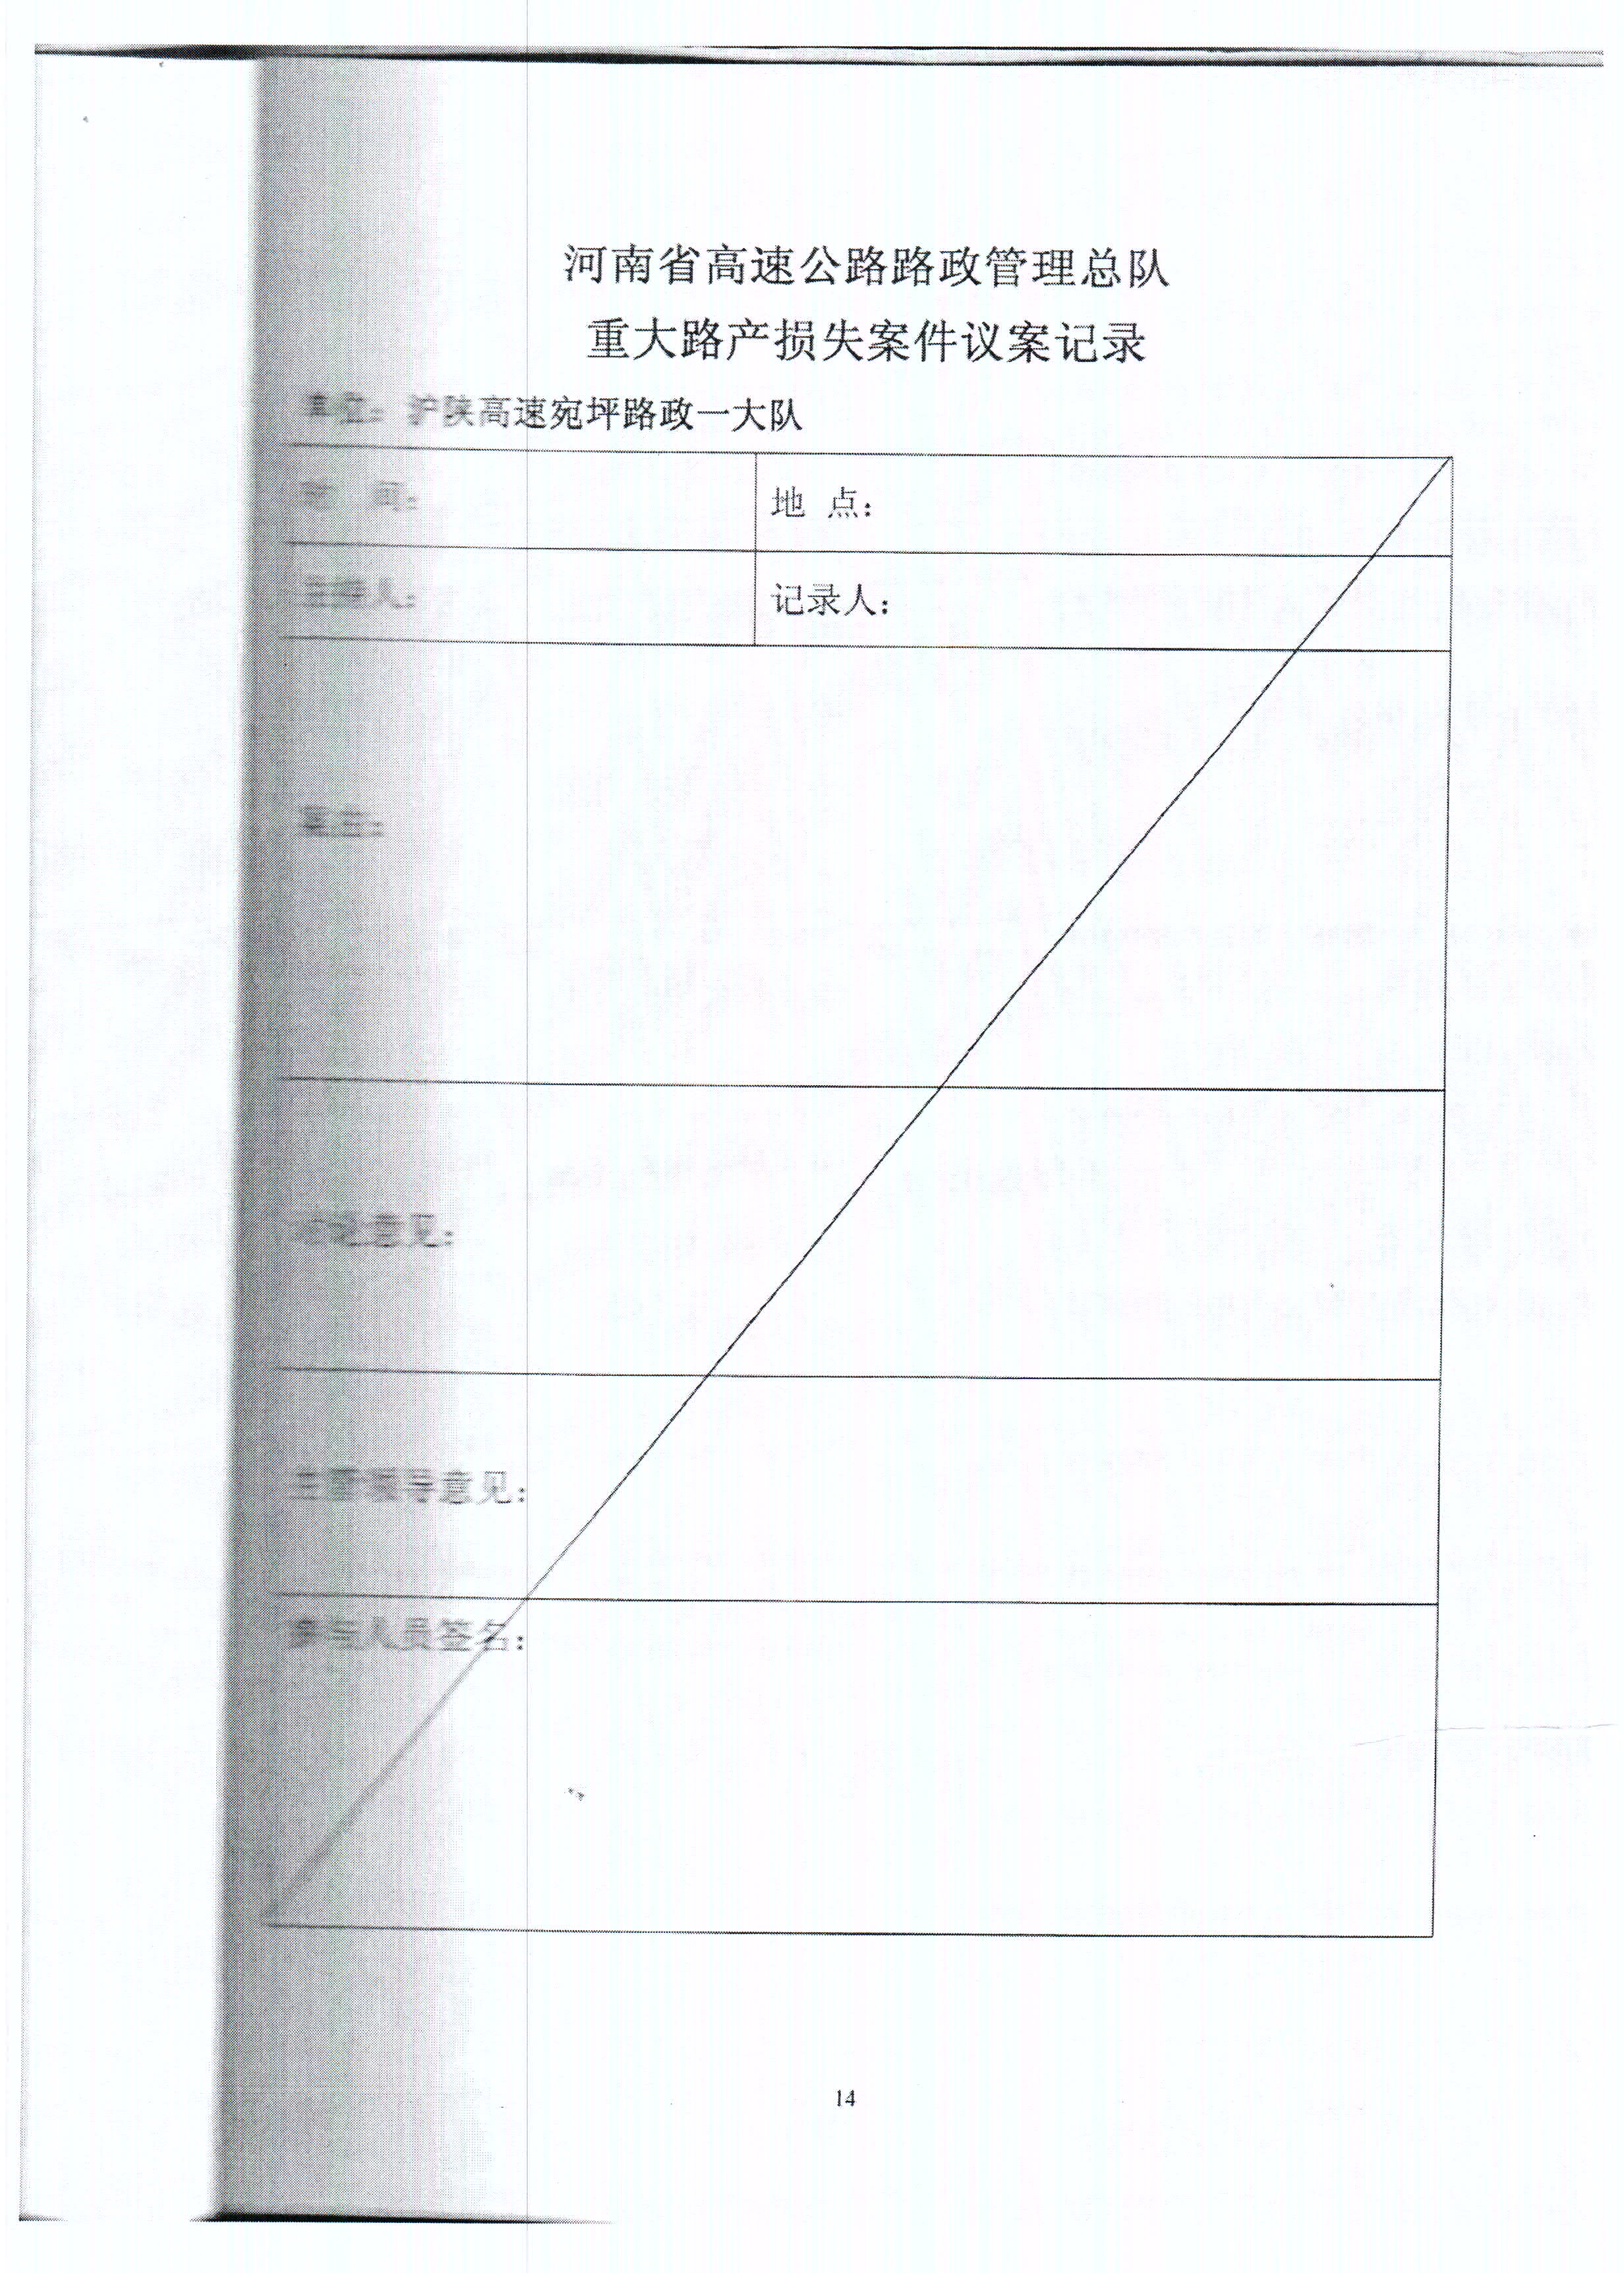 河南省高速公路路政管理总队
重大路产损失案件议案记录
单位：沪陕高速宛坪路政一大队
时 间：
地 点：
主持人：
记录人：
案由：
讨论意见：
主要领导意见：
参与人员签名：
14